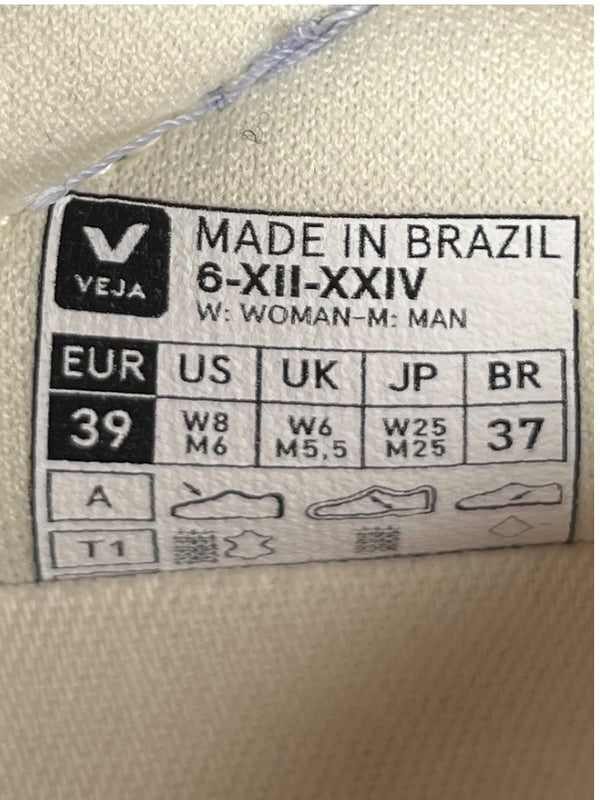 VEJA
MADE IN BRAZIL
6-XII-XXIV
W: WOMAN-M: MAN
EUR US UK JP BR
39 W8 W6 W25 37
M6 M5,5 M25
A
T1